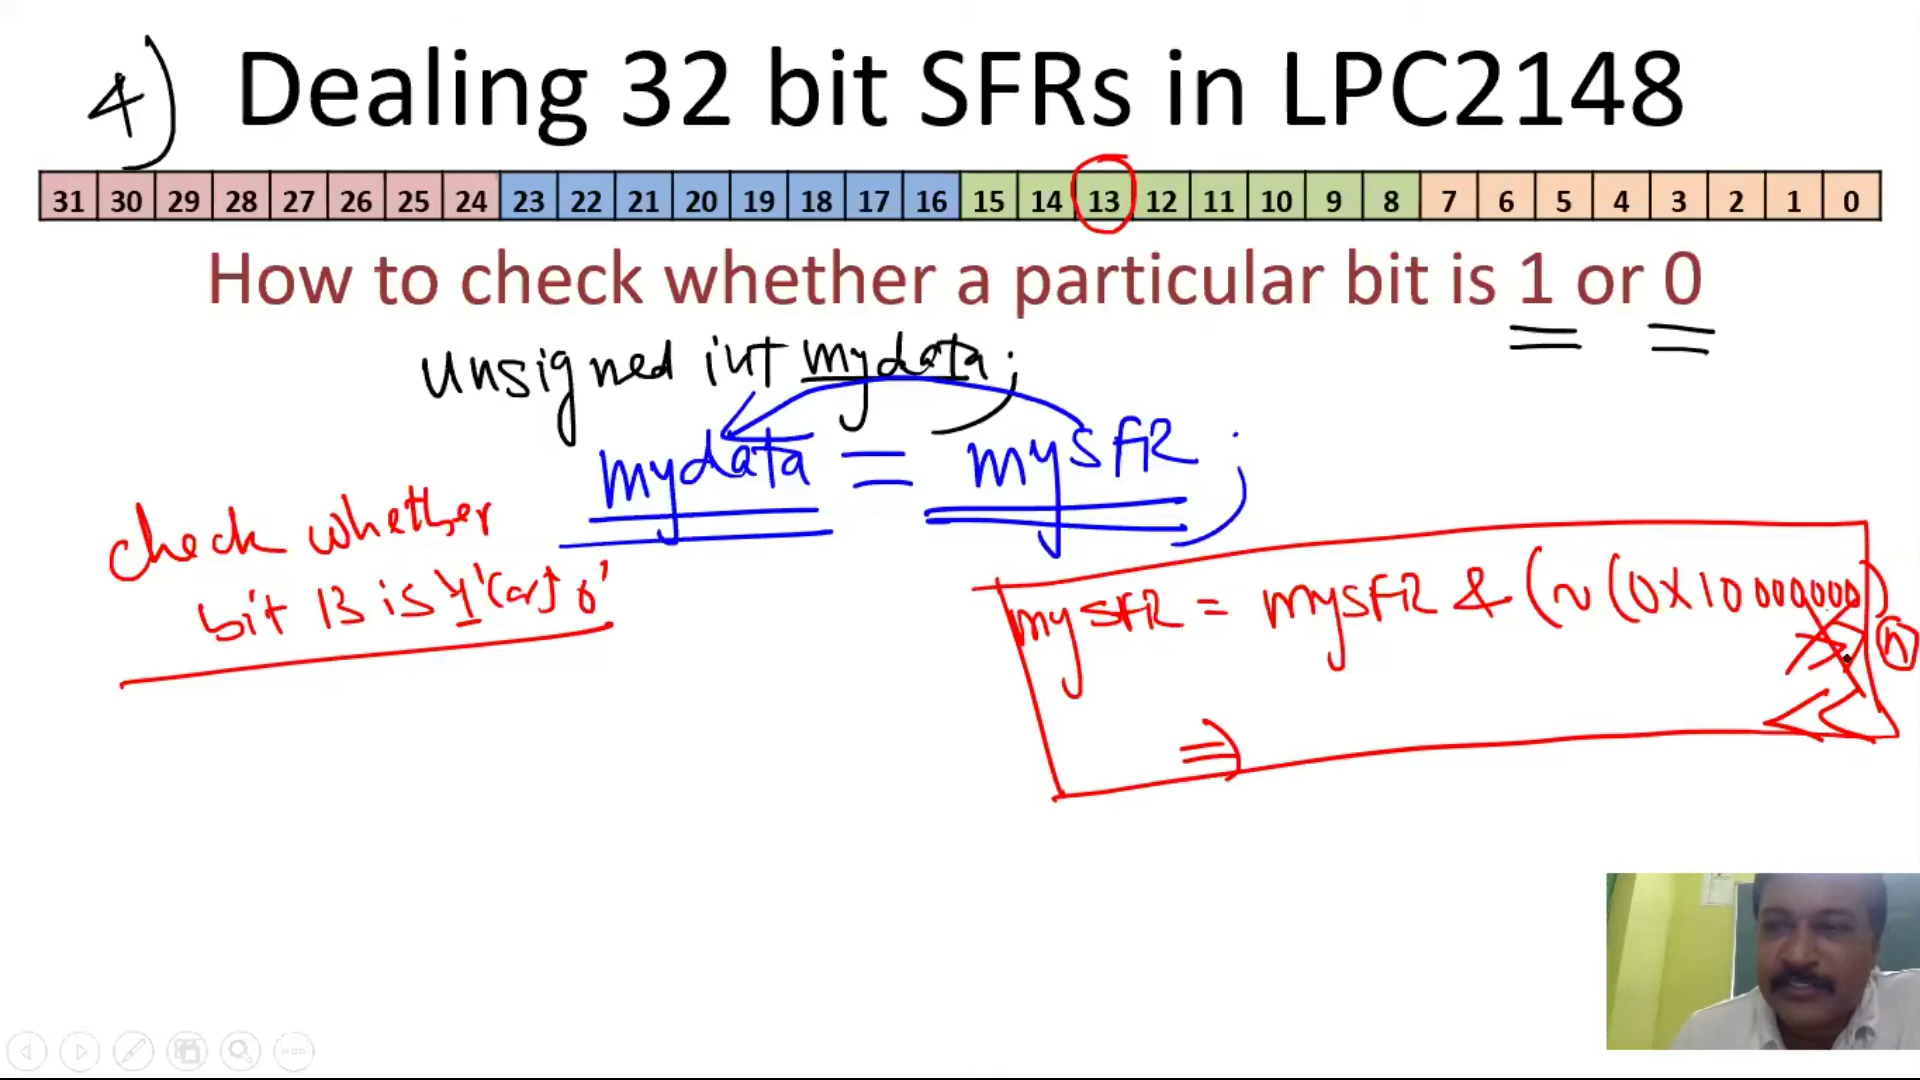 4) Dealing 32 bit SFRs in LPC2148
31 30 29 28 27 26 25 24 23 22 21 20 19 18 17 16 15 14 13 12 11 10 9 8 7 6 5 4 3 2 1 0
How to check whether a particular bit is 1 or 0
unsigned int mydata;
mydata = mySFR;
check whether
bit 13 is '1' (or) '0'
mySFR = mySFR & (~(0x10000000)
<< n
=)